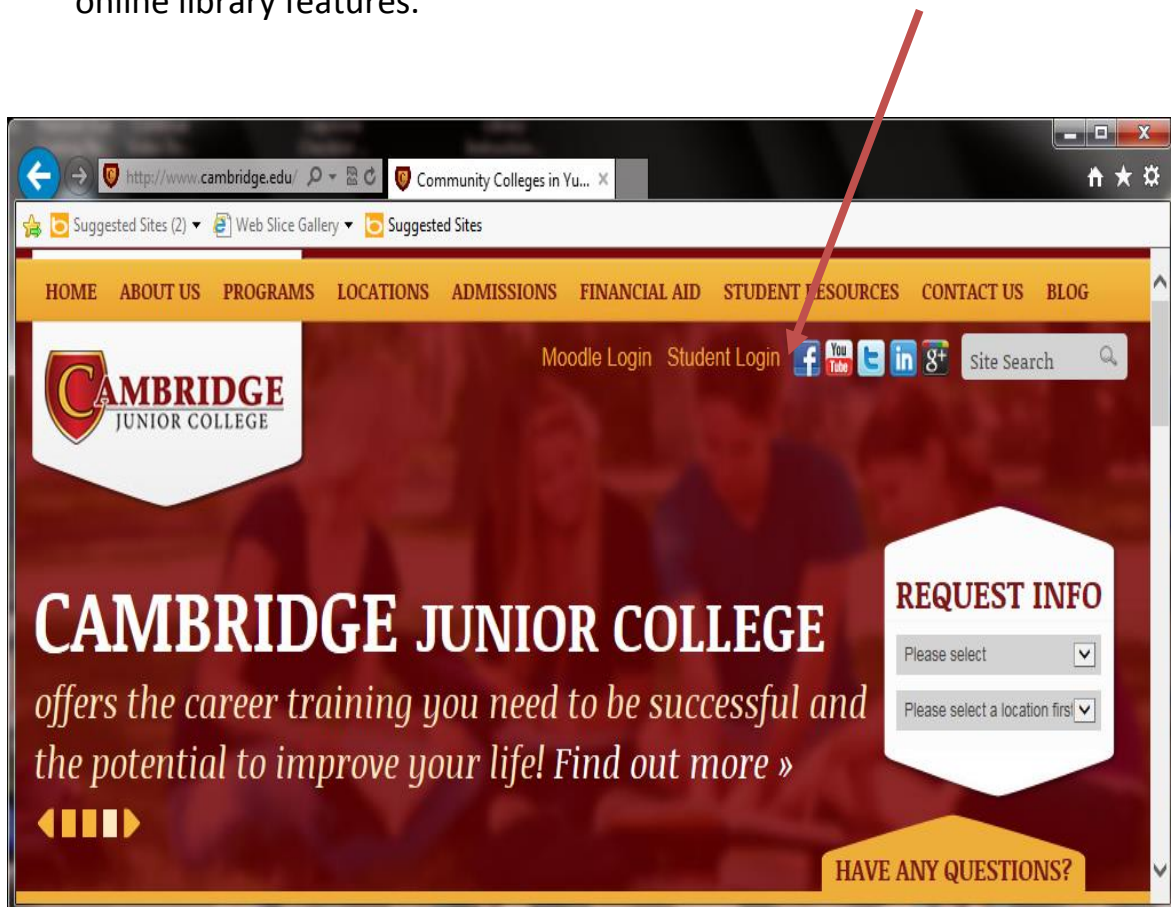 online library features.
http://www.cambridge.edu/
Community Colleges in Yu...
Suggested Sites (2)
Web Slice Gallery
Suggested Sites
HOME ABOUT US PROGRAMS LOCATIONS ADMISSIONS FINANCIAL AID STUDENT RESOURCES CONTACT US BLOG
Moodle Login Student Login
You Tube
in
g+
Site Search
CAMBRIDGE
JUNIOR COLLEGE
REQUEST INFO
Please select
Please select a location first
CAMBRIDGE JUNIOR COLLEGE
offers the career training you need to be successful and
the potential to improve your life! Find out more »
HAVE ANY QUESTIONS?